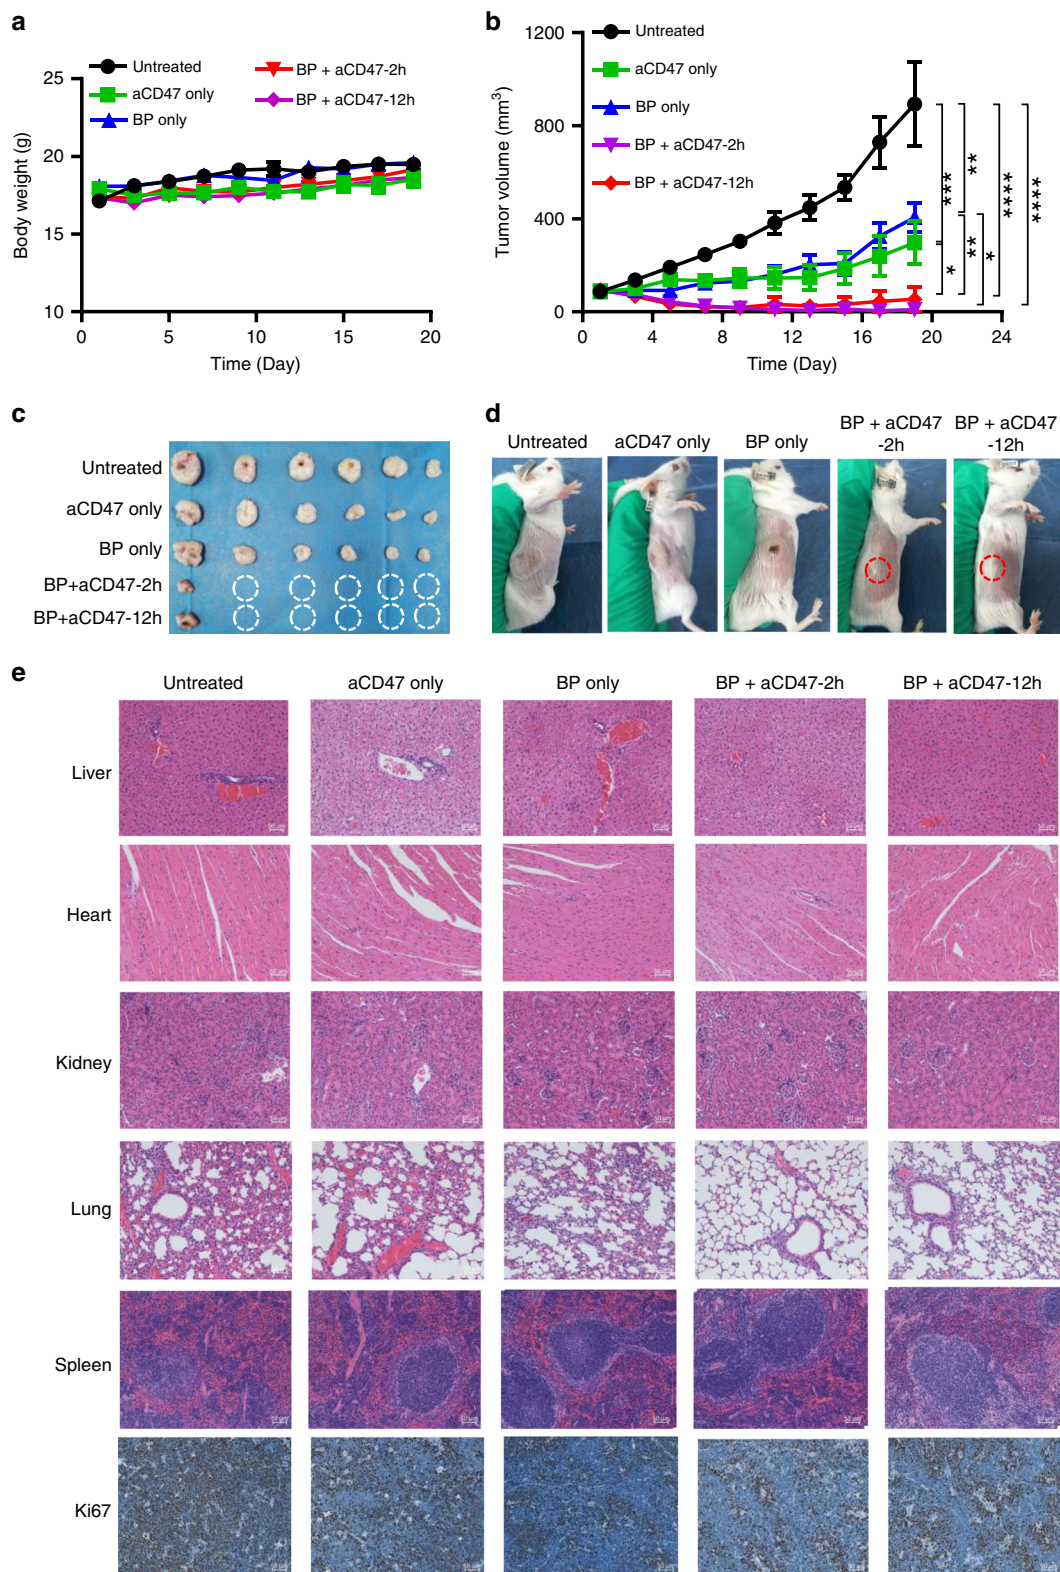 a
Untreated
aCD47 only
BP only
BP + aCD47-2h
BP + aCD47-12h
Body weight (g)
25
20
15
10
0
5
10
15
20
Time (Day)
b
Untreated
aCD47 only
BP only
BP + aCD47-2h
BP + aCD47-12h
Tumor volume (mm³)
1200
800
400
0
0
4
8
12
16
20
24
Time (Day)
***
**
****
****
*
**
*
c
Untreated
aCD47 only
BP only
BP+aCD47-2h
BP+aCD47-12h
d
Untreated
aCD47 only
BP only
BP + aCD47
-2h
BP + aCD47
-12h
e
Untreated
aCD47 only
BP only
BP + aCD47-2h
BP + aCD47-12h
Liver
Heart
Kidney
Lung
Spleen
Ki67